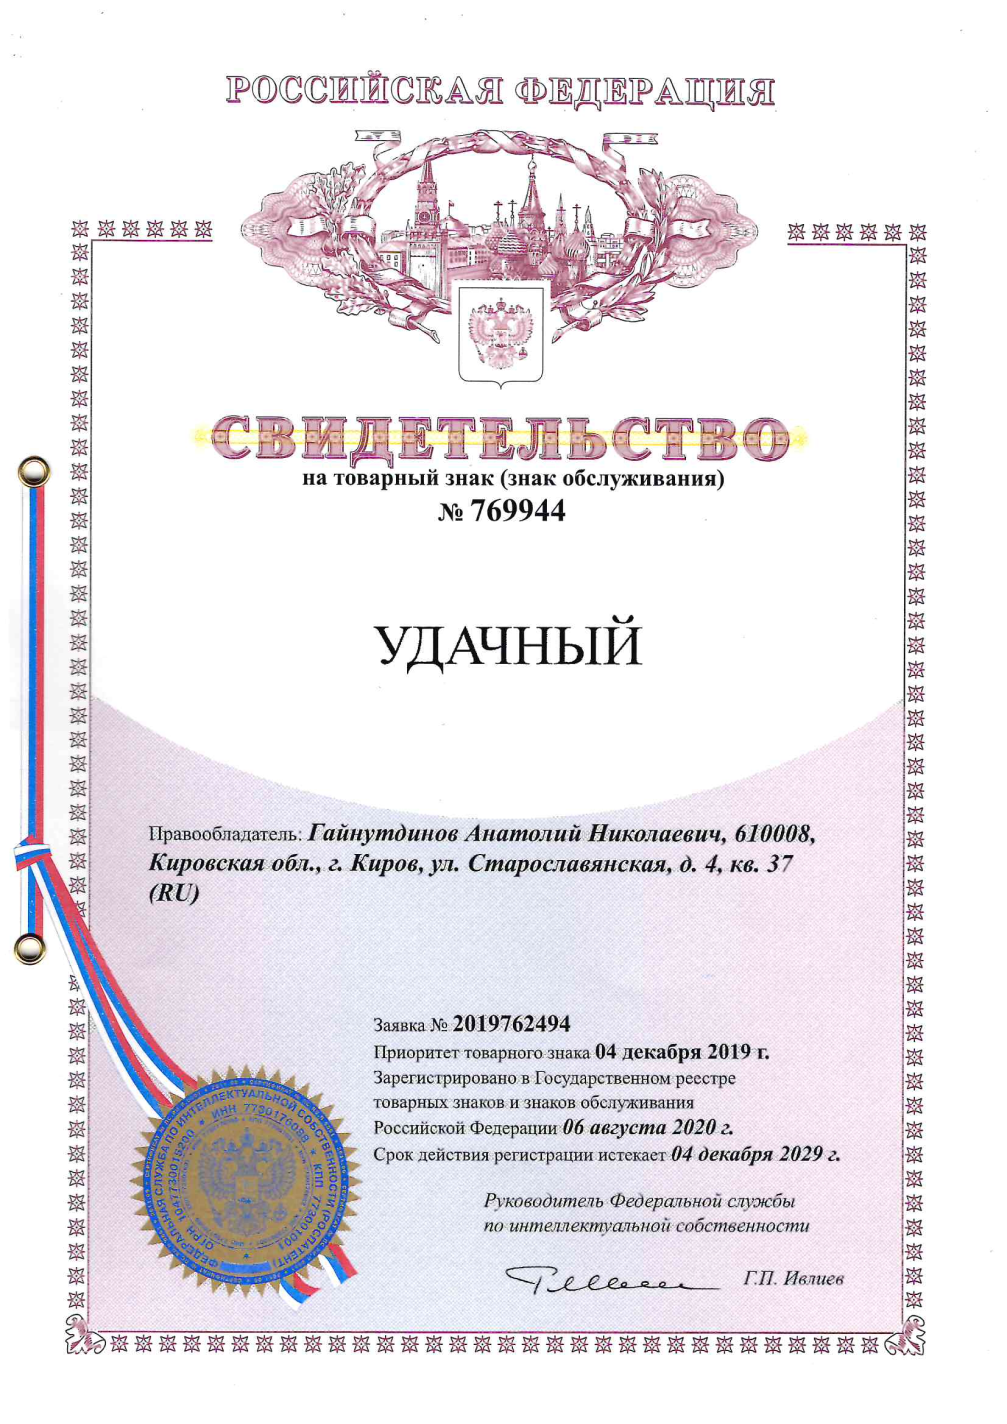 РОССИЙСКАЯ ФЕДЕРАЦИЯ
СВИДЕТЕЛЬСТВО
на товарный знак (знак обслуживания)
№ 769944
УДАЧНЫЙ
Правообладатель: Гайнутдинов Анатолий Николаевич, 610008,
Кировская обл., г. Киров, ул. Старославянская, д. 4, кв. 37
(RU)
Заявка № 2019762494
Приоритет товарного знака 04 декабря 2019 г.
Зарегистрировано в Государственном реестре
товарных знаков и знаков обслуживания
Российской Федерации 06 августа 2020 г.
Срок действия регистрации истекает 04 декабря 2029 г.
Руководитель Федеральной службы
по интеллектуальной собственности
Г.П. Ивлиев
ФЕДЕРАЛЬНАЯ СЛУЖБА ПО ИНТЕЛЛЕКТУАЛЬНОЙ СОБСТВЕННОСТИ (РОСПАТЕНТ)
ОГРН 1047730015200 * ИНН 7730176088 * КПП 773001001